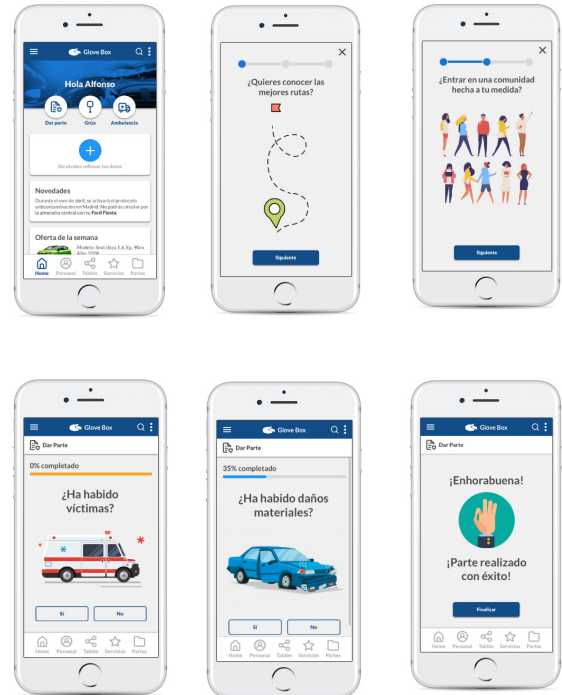 Glove Box
Hola Alfonso
Dar parte
Grúa
Ambulancia
No olvides rellenar tus datos
Novedades
Durante el mes de abril, se activará el protocolo
anticontaminación en Madrid. No podrás circular por
la almendra central con tu Ford Fiesta
Oferta de la semana
Modelo: Seat Ibiza 1.6, Ep. 90cv
Año: 2008
Home
Personal
Tablón
Servicios
Partes
¿Quieres conocer las
mejores rutas?
Siguiente
¿Entrar en una comunidad
hecha a tu medida?
Siguiente
Glove Box
Dar Parte
0% completado
¿Ha habido
víctimas?
Sí
No
Home
Personal
Tablón
Servicios
Partes
Glove Box
Dar Parte
35% completado
¿Ha habido daños
materiales?
Sí
No
Home
Personal
Tablón
Servicios
Partes
Glove Box
Dar Parte
¡Enhorabuena!
¡Parte realizado
con éxito!
Finalizar
Home
Personal
Tablón
Servicios
Partes